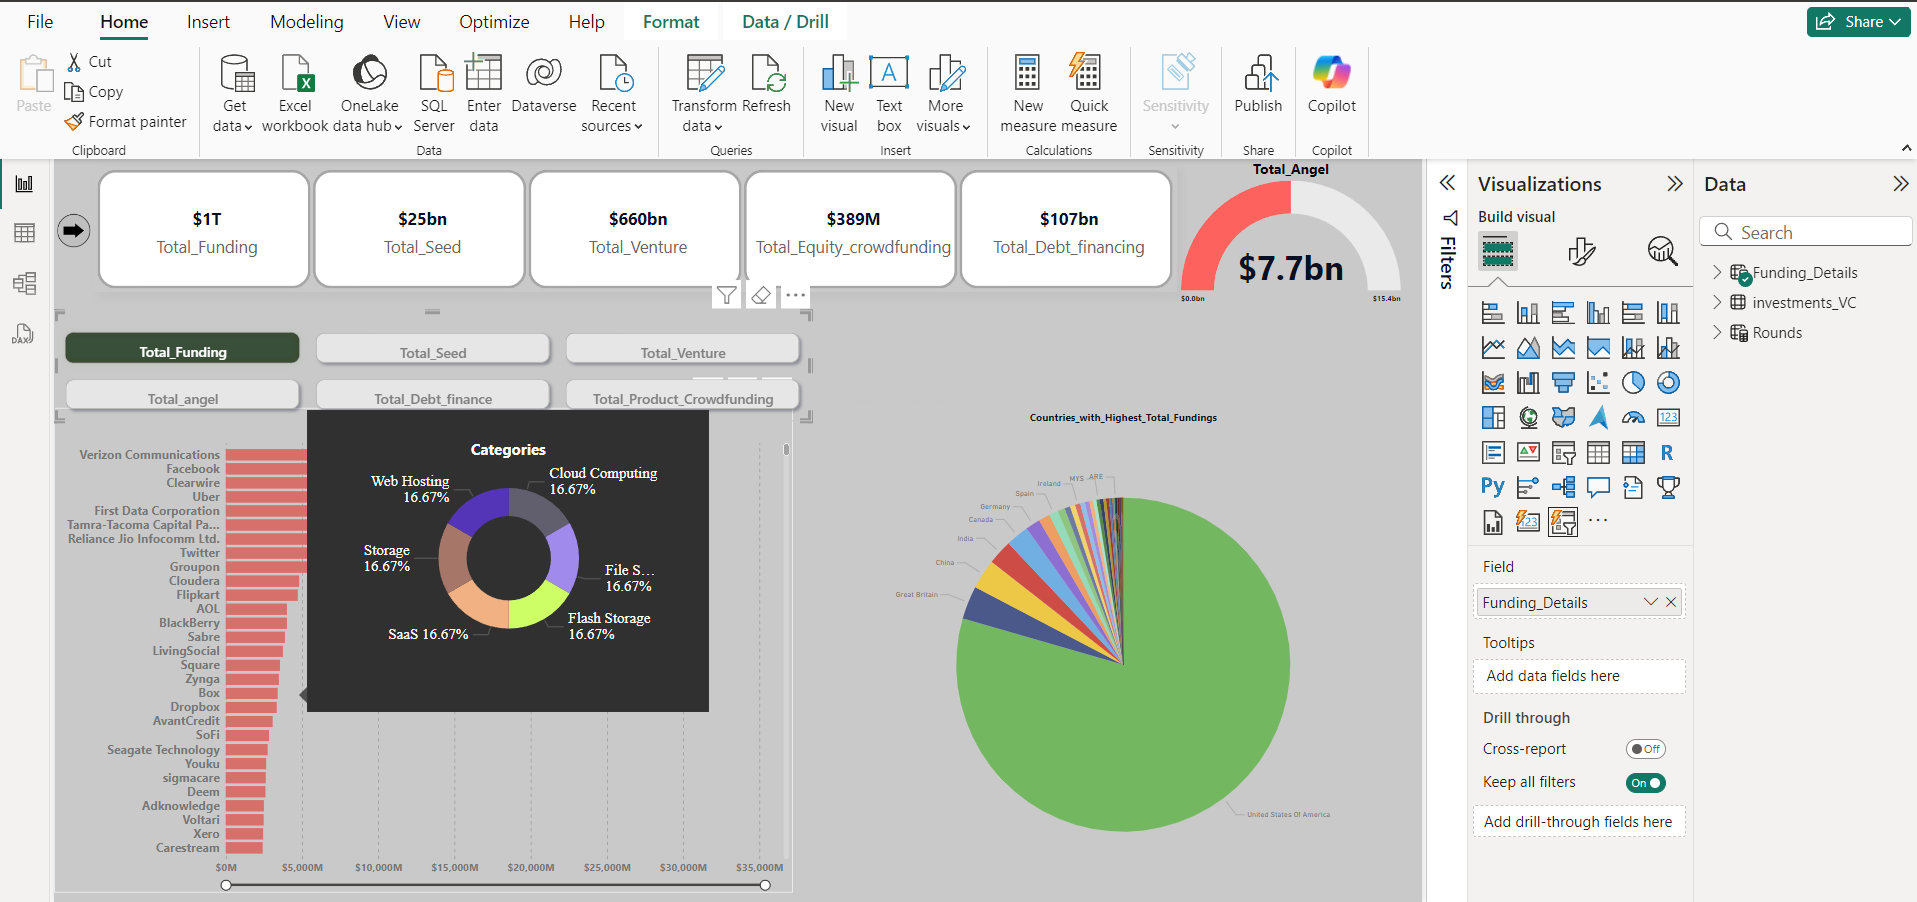 File
Home
Insert
Modeling
View
Optimize
Help
Format
Data / Drill
Share
Paste
Cut
Copy
Format painter
Clipboard
Get data
Excel workbook
OneLake data hub
SQL Server
Enter data
Dataverse
Recent sources
Data
Transform data
Refresh
Queries
New visual
Text box
More visuals
Insert
New measure
Quick measure
Calculations
Sensitivity
Sensitivity
Publish
Share
Copilot
Copilot
DAX
$1T
Total_Funding
$25bn
Total_Seed
$660bn
Total_Venture
$389M
Total_Equity_crowdfunding
$107bn
Total_Debt_financing
Total_Angel
$7.7bn
$0.0bn
$15.4bn
Total_Funding
Total_Seed
Total_Venture
Total_angel
Total_Debt_finance
Total_Product_Crowdfunding
Verizon Communications
Facebook
Clearwire
Uber
First Data Corporation
Tamra-Tacoma Capital Pa...
Reliance Jio Infocomm Ltd.
Twitter
Groupon
Cloudera
Flipkart
AOL
BlackBerry
Sabre
LivingSocial
Square
Zynga
Box
Dropbox
AvantCredit
SoFi
Seagate Technology
Youku
sigmacare
Deem
Adknowledge
Voltari
Xero
Carestream
$0M
$5,000M
$10,000M
$15,000M
$20,000M
$25,000M
$30,000M
$35,000M
Categories
Web Hosting
16.67%
Cloud Computing
16.67%
Storage
16.67%
File S...
16.67%
SaaS 16.67%
Flash Storage
16.67%
Countries_with_Highest_Total_Fundings
ARE
MYS
Ireland
Spain
Germany
Canada
India
China
Great Britain
United States Of America
Filters
Visualizations
Build visual
123
R
Py
123
Field
Funding_Details
Tooltips
Add data fields here
Drill through
Cross-report
Off
Keep all filters
On
Add drill-through fields here
Data
Search
Funding_Details
investments_VC
Rounds